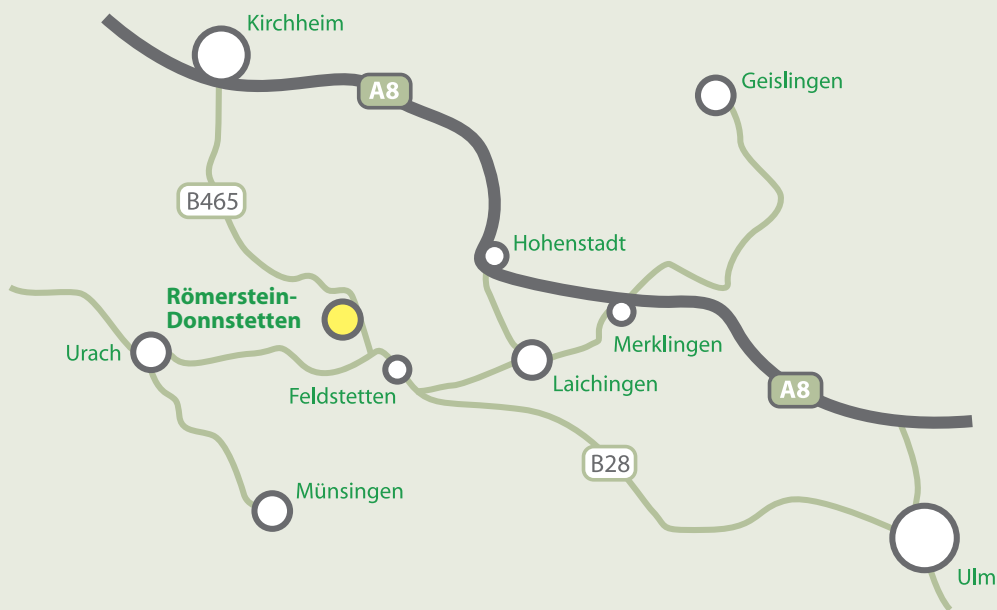 Kirchheim
A8
Geislingen
B465
Hohenstadt
Römerstein-
Donnstetten
Urach
Merklingen
Feldstetten
Laichingen
A8
B28
Münsingen
Ulm